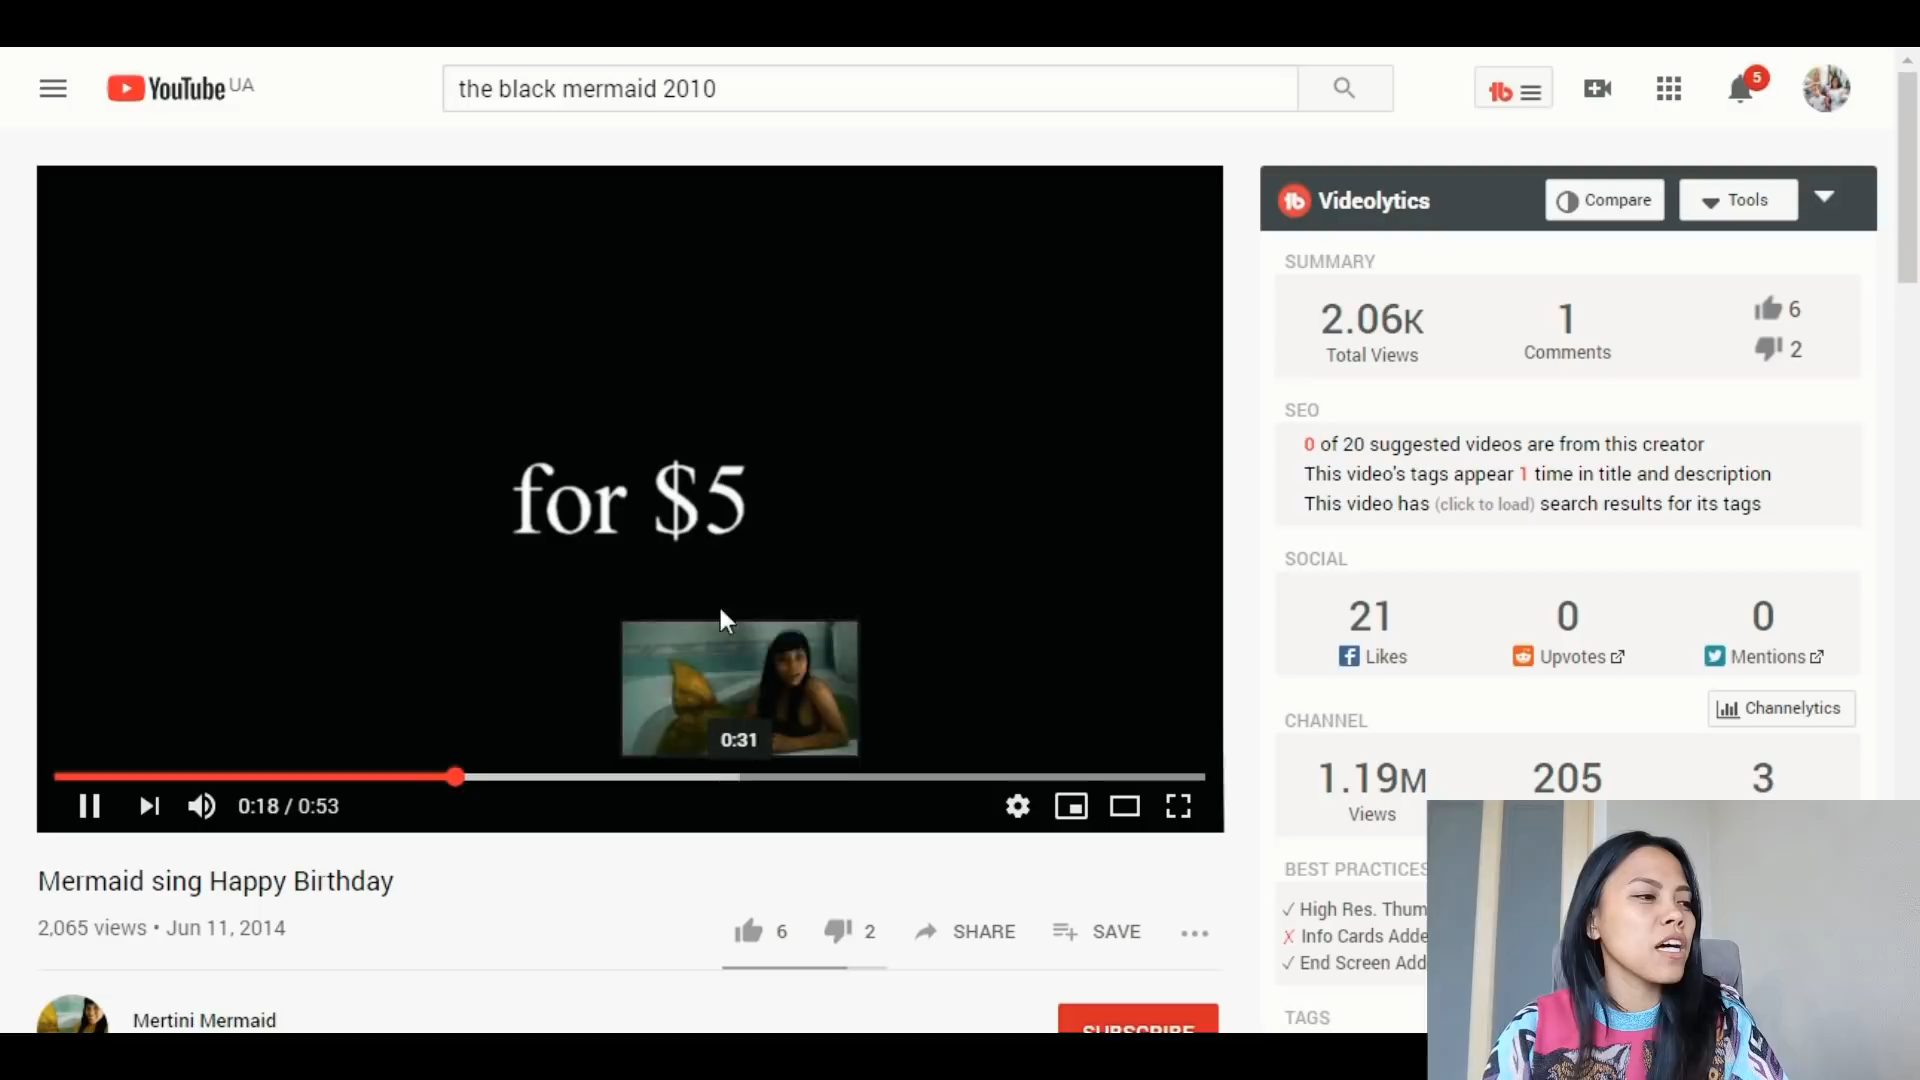 YouTube UA
the black mermaid 2010
5
for $5
0:31
0:18 / 0:53
Mermaid sing Happy Birthday
2,065 views • Jun 11, 2014
6
2
SHARE
SAVE
Mertini Mermaid
SUBSCRIBE
Videolytics
Compare
Tools
SUMMARY
2.06K
Total Views
1
Comments
6
2
SEO
0 of 20 suggested videos are from this creator
This video's tags appear 1 time in title and description
This video has (click to load) search results for its tags
SOCIAL
21
Likes
0
Upvotes
0
Mentions
CHANNEL
Channelytics
1.19M
Views
205
3
BEST PRACTICES
High Res. Thum
Info Cards Adde
End Screen Add
TAGS